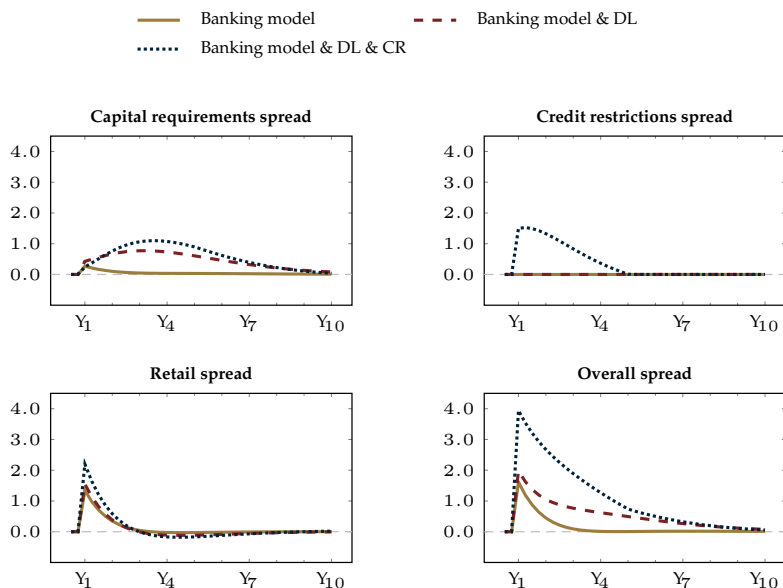 Banking model
Banking model & DL
Banking model & DL & CR
Capital requirements spread
4.0
3.0
2.0
1.0
0.0
Y1 Y4 Y7 Y10
Credit restrictions spread
4.0
3.0
2.0
1.0
0.0
Y1 Y4 Y7 Y10
Retail spread
4.0
3.0
2.0
1.0
0.0
Y1 Y4 Y7 Y10
Overall spread
4.0
3.0
2.0
1.0
0.0
Y1 Y4 Y7 Y10